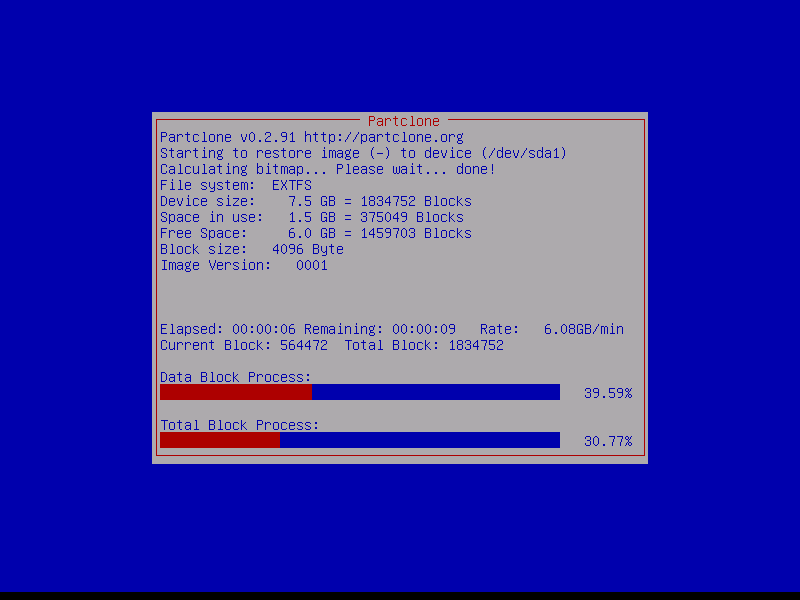 Partclone
Partclone v0.2.91 http://partclone.org
Starting to restore image (-) to device (/dev/sda1)
Calculating bitmap... Please wait... done!
File system:  EXTFS
Device size:    7.5 GB = 1834752 Blocks
Space in use:   1.5 GB = 375049 Blocks
Free Space:     6.0 GB = 1459703 Blocks
Block size:   4096 Byte
Image Version:   0001
Elapsed: 00:00:06 Remaining: 00:00:09   Rate:   6.08GB/min
Current Block: 564472  Total Block: 1834752
Data Block Process:
39.59%
Total Block Process:
30.77%